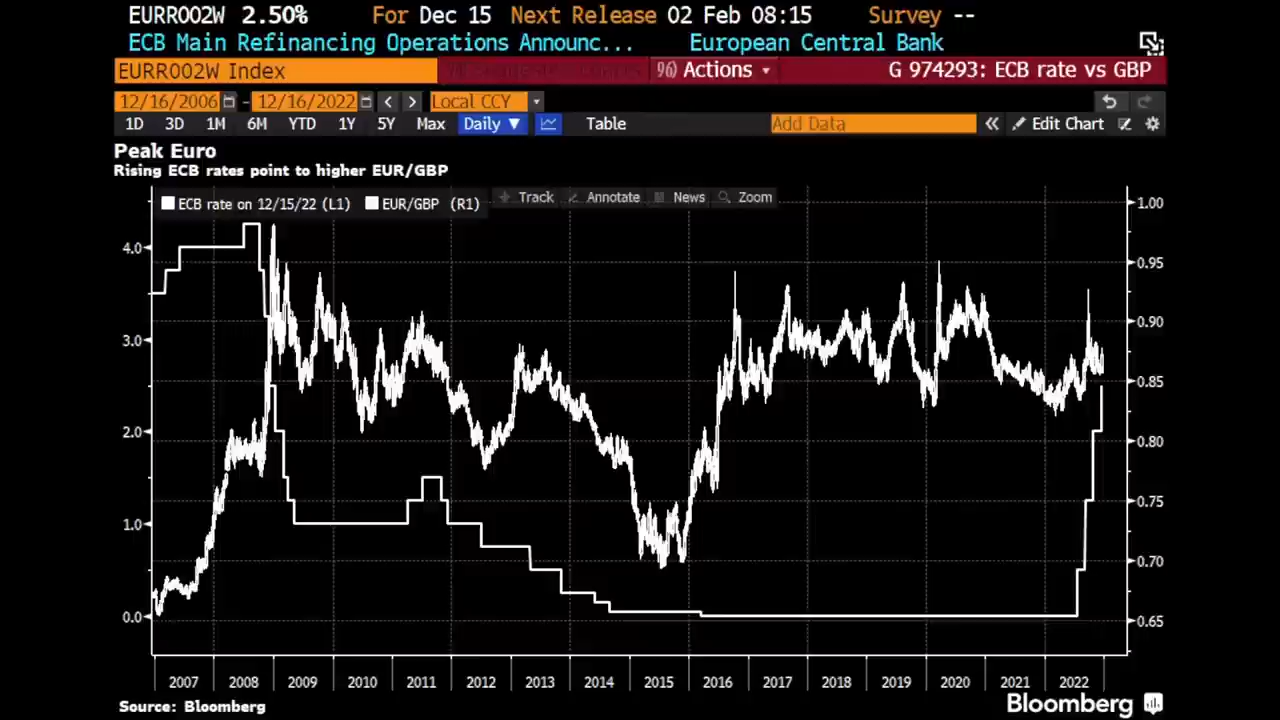 EURR002W 2.50% For Dec 15 Next Release 02 Feb 08:15 Survey --
ECB Main Refinancing Operations Announc... European Central Bank
EURR002W Index 96) Actions G 974293: ECB rate vs GBP
12/16/2006 - 12/16/2022 Local CCY
1D 3D 1M 6M YTD 1Y 5Y Max Daily ▼ Table Add Data « Edit Chart
Peak Euro
Rising ECB rates point to higher EUR/GBP
ECB rate on 12/15/22 (L1) EUR/GBP (R1) Track Annotate News Zoom
1.00
4.0
0.95
0.90
3.0
0.85
2.0
0.80
0.75
1.0
0.70
0.0
0.65
2007 2008 2009 2010 2011 2012 2013 2014 2015 2016 2017 2018 2019 2020 2021 2022
Source: Bloomberg
Bloomberg